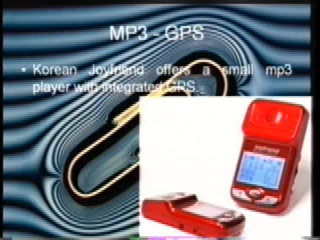 MP3 - GPS
• Korean Joyfriend offers a small mp3
player with integrated GPS.